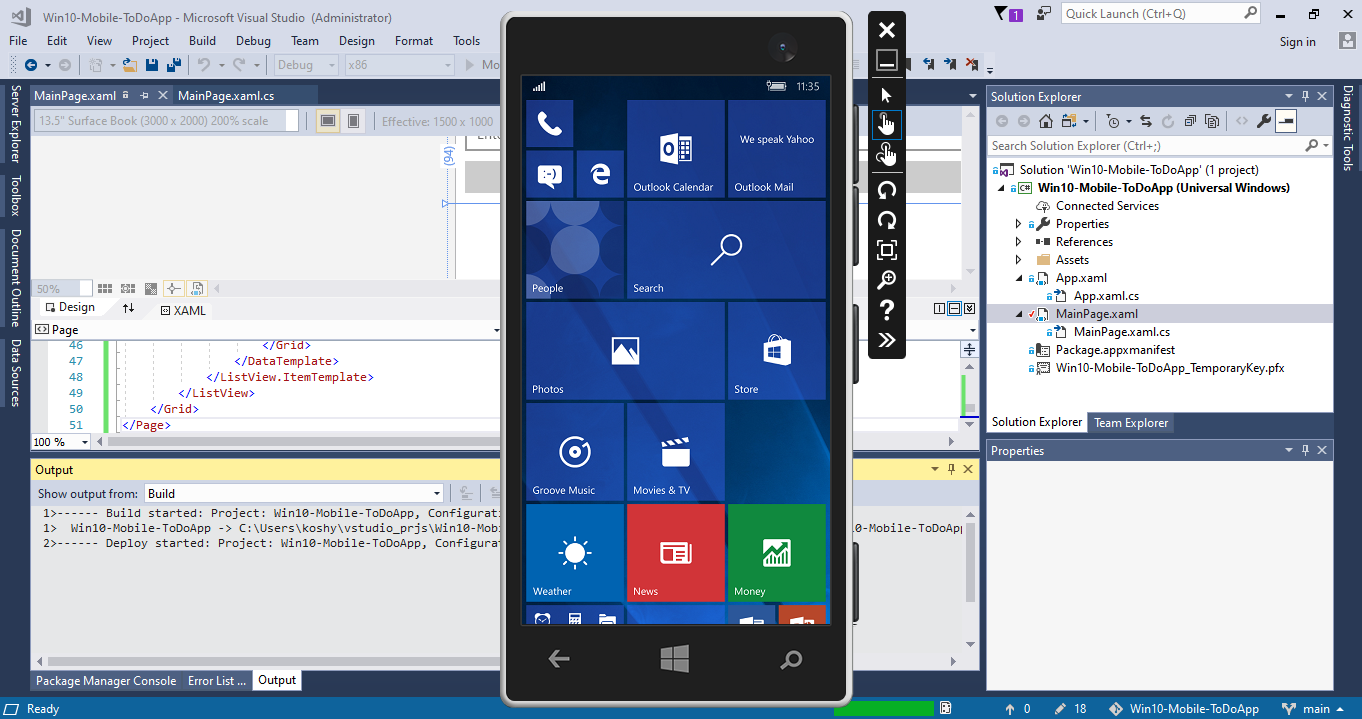 Win10-Mobile-ToDoApp - Microsoft Visual Studio (Administrator)
1
Quick Launch (Ctrl+Q)
File Edit View Project Build Debug Team Design Format Tools
Sign in
Debug
x86
Server Explorer
Toolbox
Document Outline
Data Sources
MainPage.xaml
MainPage.xaml.cs
13.5" Surface Book (3000 x 2000) 200% scale
Effective: 1500 x 1000
(94)
50%
Design
XAML
Page
46 </Grid>
47 </DataTemplate>
48 </ListView.ItemTemplate>
49 </ListView>
50 </Grid>
51 </Page>
100 %
Output
Show output from: Build
1>------ Build started: Project: Win10-Mobile-ToDoApp, Configurat
1> Win10-Mobile-ToDoApp -> C:\Users\koshy\vstudio_prjs\Win10-Mobi
2>------ Deploy started: Project: Win10-Mobile-ToDoApp, Configurat
0-Mobile-ToDoApp
Package Manager Console
Error List ...
Output
11:35
Outlook Calendar
We speak Yahoo
Outlook Mail
People
Search
Photos
Store
Groove Music
Movies & TV
Weather
News
Money
Solution Explorer
Search Solution Explorer (Ctrl+;)
Solution 'Win10-Mobile-ToDoApp' (1 project)
Win10-Mobile-ToDoApp (Universal Windows)
Connected Services
Properties
References
Assets
App.xaml
App.xaml.cs
MainPage.xaml
MainPage.xaml.cs
Package.appxmanifest
Win10-Mobile-ToDoApp_TemporaryKey.pfx
Solution Explorer
Team Explorer
Properties
Diagnostic Tools
Ready
0
18
Win10-Mobile-ToDoApp
main